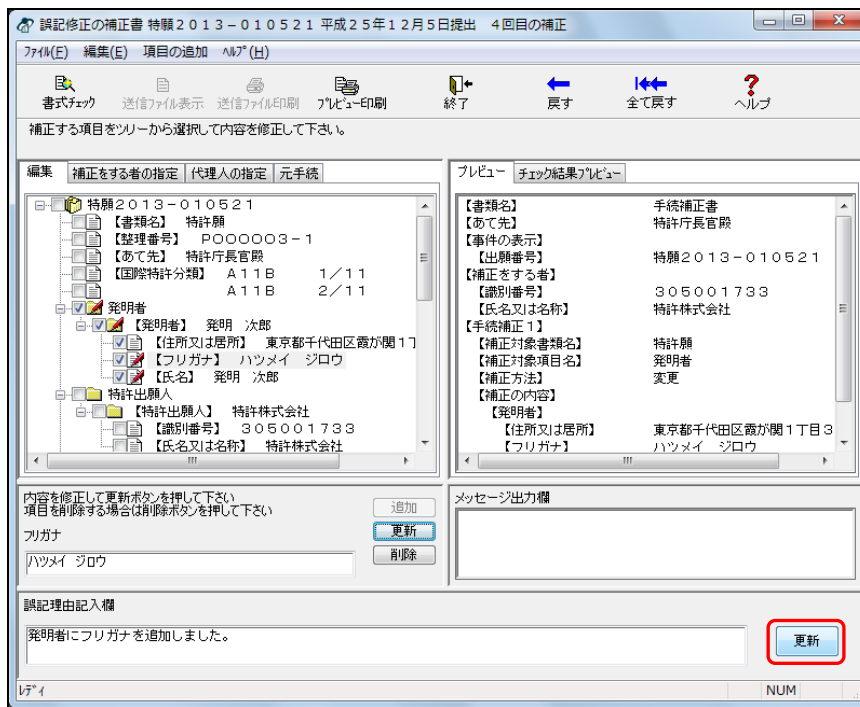 誤記修正の補正書 特願２０１３－０１０５２１ 平成２５年１２月５日提出　４回目の補正
ﾌｧｲﾙ(F)　編集(E)　項目の追加　ﾍﾙﾌﾟ(H)
書式ﾁｪｯｸ　送信ﾌｧｲﾙ表示　送信ﾌｧｲﾙ印刷　ﾌﾟﾚﾋﾞｭｰ印刷　終了　戻す　全て戻す　ヘルプ
補正する項目をツリーから選択して内容を修正して下さい。
編集　補正をする者の指定　代理人の指定　元手続
特願２０１３－０１０５２１
【書類名】　特許願
【整理番号】　Ｐ０００００３－１
【あて先】　特許庁長官殿
【国際特許分類】　Ａ１１Ｂ　　１／１１
Ａ１１Ｂ　　２／１１
発明者
【発明者】　発明　次郎
【住所又は居所】　東京都千代田区霞が関１丁
【フリガナ】　ハツメイ　ジロウ
【氏名】　発明　次郎
特許出願人
【特許出願人】　特許株式会社
【識別番号】　３０５００１７３３
【氏名又は名称】　特許株式会社
プレビュー　ﾁｪｯｸ結果ﾌﾟﾚﾋﾞｭｰ
【書類名】　手続補正書
【あて先】　特許庁長官殿
【事件の表示】
【出願番号】　特願２０１３－０１０５２１
【補正をする者】
【識別番号】　３０５００１７３３
【氏名又は名称】　特許株式会社
【手続補正１】
【補正対象書類名】　特許願
【補正対象項目名】　発明者
【補正方法】　変更
【補正の内容】
【発明者】
【住所又は居所】　東京都千代田区霞が関１丁目３
【フリガナ】　ハツメイ　ジロウ
内容を修正して更新ボタンを押して下さい
項目を削除する場合は削除ボタンを押して下さい
追加
更新
削除
フリガナ
ハツメイ　ジロウ
メッセージ出力欄
誤記理由記入欄
発明者にフリガナを追加しました。
更新
ﾚﾃﾞｨ
NUM